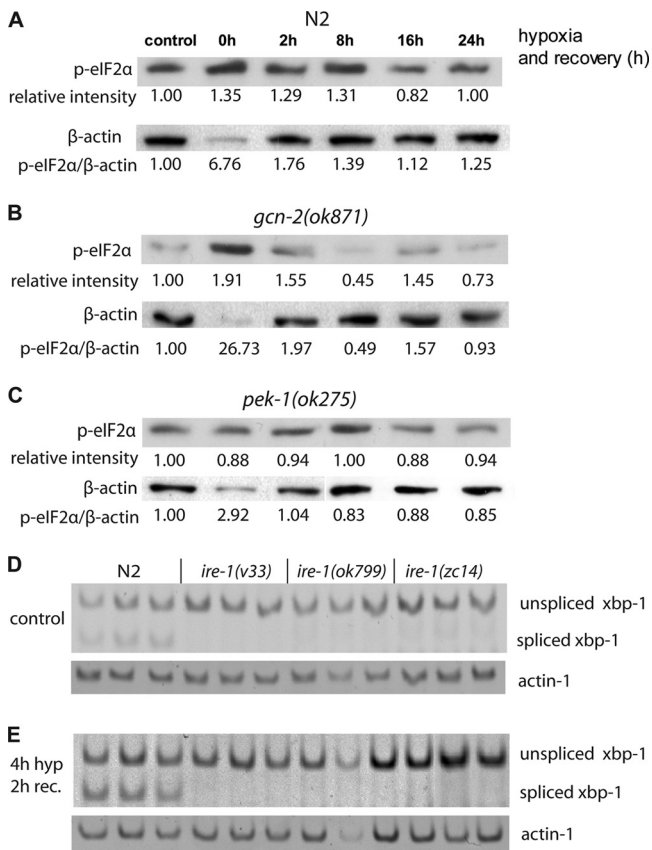 A
N2
control 0h 2h 8h 16h 24h
hypoxia
and recovery (h)
p-eIF2α
relative intensity 1.00 1.35 1.29 1.31 0.82 1.00
β-actin
p-eIF2α/β-actin 1.00 6.76 1.76 1.39 1.12 1.25
B
gcn-2(ok871)
p-eIF2α
relative intensity 1.00 1.91 1.55 0.45 1.45 0.73
β-actin
p-eIF2α/β-actin 1.00 26.73 1.97 0.49 1.57 0.93
C
pek-1(ok275)
p-eIF2α
relative intensity 1.00 0.88 0.94 1.00 0.88 0.94
β-actin
p-eIF2α/β-actin 1.00 2.92 1.04 0.83 0.88 0.85
D
N2 ire-1(v33) ire-1(ok799) ire-1(zc14)
control
unspliced xbp-1
spliced xbp-1
actin-1
E
4h hyp
2h rec.
unspliced xbp-1
spliced xbp-1
actin-1